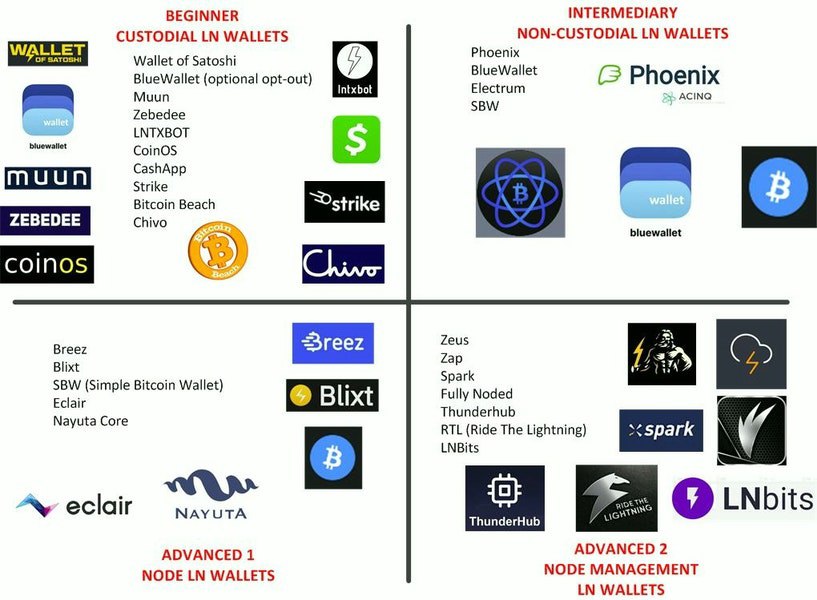 BEGINNER
CUSTODIAL LN WALLETS
WALLET
OF SATOSHI
wallet
bluewallet
muun
ZEBEDEE
coinos
Wallet of Satoshi
BlueWallet (optional opt-out)
Muun
Zebedee
LNTXBOT
CoinOS
CashApp
Strike
Bitcoin Beach
Chivo
lntxbot
$
strike
Bitcoin
Beach
Chivo
INTERMEDIARY
NON-CUSTODIAL LN WALLETS
Phoenix
BlueWallet
Electrum
SBW
Phoenix
ACINQ
wallet
bluewallet
Breez
Blixt
SBW (Simple Bitcoin Wallet)
Eclair
Nayuta Core
Breez
Blixt
eclair
NAYUTA
ADVANCED 1
NODE LN WALLETS
Zeus
Zap
Spark
Fully Noded
Thunderhub
RTL (Ride The Lightning)
LNBits
spark
ThunderHub
RIDE THE
LIGHTNING
LNbits
ADVANCED 2
NODE MANAGEMENT
LN WALLETS